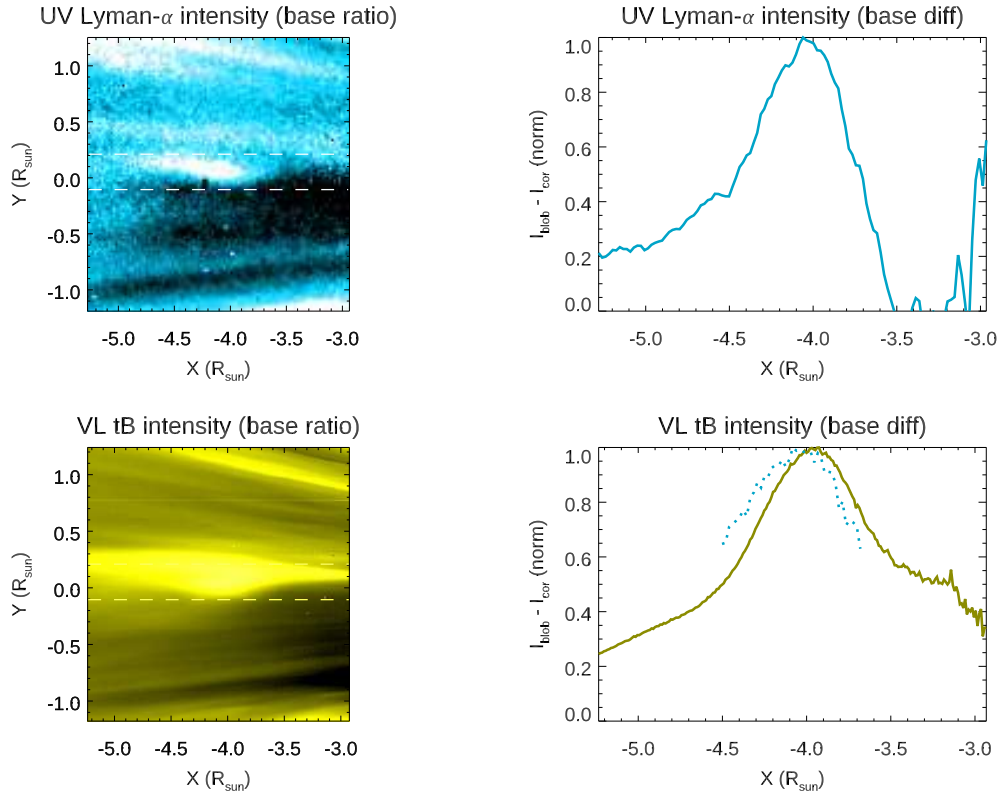 UV Lyman-α intensity (base ratio)
1.0
0.5
0.0
-0.5
-1.0
Y (Rsun)
-5.0 -4.5 -4.0 -3.5 -3.0
X (Rsun)
UV Lyman-α intensity (base diff)
1.0
0.8
0.6
0.4
0.2
0.0
Iblob - Icor (norm)
-5.0 -4.5 -4.0 -3.5 -3.0
X (Rsun)
VL tB intensity (base ratio)
1.0
0.5
0.0
-0.5
-1.0
Y (Rsun)
-5.0 -4.5 -4.0 -3.5 -3.0
X (Rsun)
VL tB intensity (base diff)
1.0
0.8
0.6
0.4
0.2
0.0
Iblob - Icor (norm)
-5.0 -4.5 -4.0 -3.5 -3.0
X (Rsun)